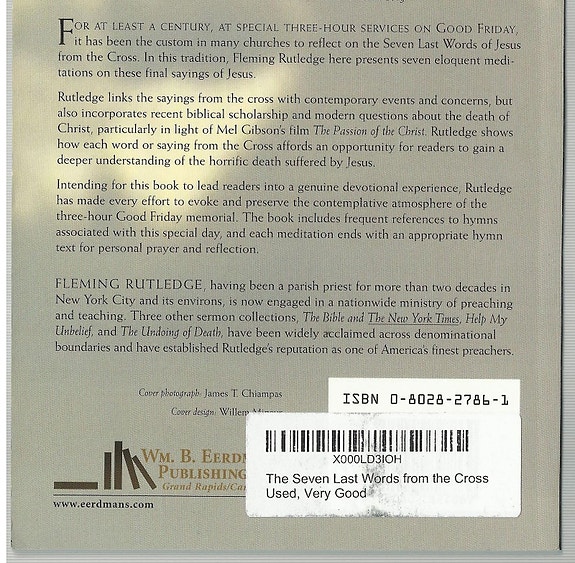 FOR AT LEAST A CENTURY, AT SPECIAL THREE-HOUR SERVICES ON GOOD FRIDAY,
it has been the custom in many churches to reflect on the Seven Last Words of Jesus
from the Cross. In this tradition, Fleming Rutledge here presents seven eloquent medi-
tations on these final sayings of Jesus.
Rutledge links the sayings from the cross with contemporary events and concerns, but
also incorporates recent biblical scholarship and modern questions about the death of
Christ, particularly in light of Mel Gibson's film The Passion of the Christ. Rutledge shows
how each word or saying from the Cross affords an opportunity for readers to gain a
deeper understanding of the horrific death suffered by Jesus.
Intending for this book to lead readers into a genuine devotional experience, Rutledge
has made every effort to evoke and preserve the contemplative atmosphere of the
three-hour Good Friday memorial. The book includes frequent references to hymns
associated with this special day, and each meditation ends with an appropriate hymn
text for personal prayer and reflection.
FLEMING RUTLEDGE, having been a parish priest for more than two decades in
New York City and its environs, is now engaged in a nationwide ministry of preaching
and teaching. Three other sermon collections, The Bible and The New York Times, Help My
Unbelief, and The Undoing of Death, have been widely acclaimed across denominational
boundaries and have established Rutledge's reputation as one of America's finest preachers.
Cover photograph: James T. Chiampas
Cover design: Willem
ISBN 0-8028-2786-1
WM. B. EERD
PUBLISHING
Grand Rapids/Ca
www.eerdmans.com
X000LD3IOH
The Seven Last Words from the Cross
Used, Very Good